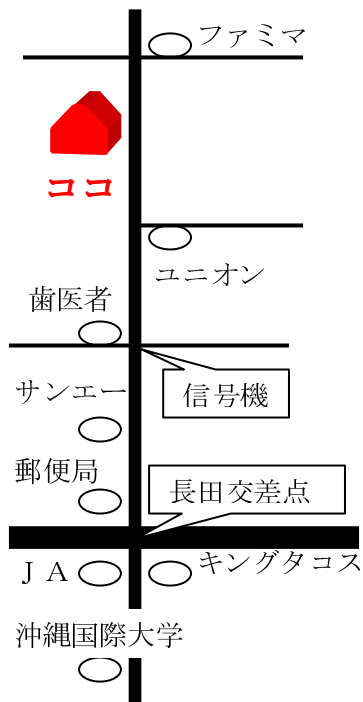 ファミマ
ココ
ユニオン
歯医者
サンエー
信号機
郵便局
長田交差点
キングタコス
ＪＡ
沖縄国際大学